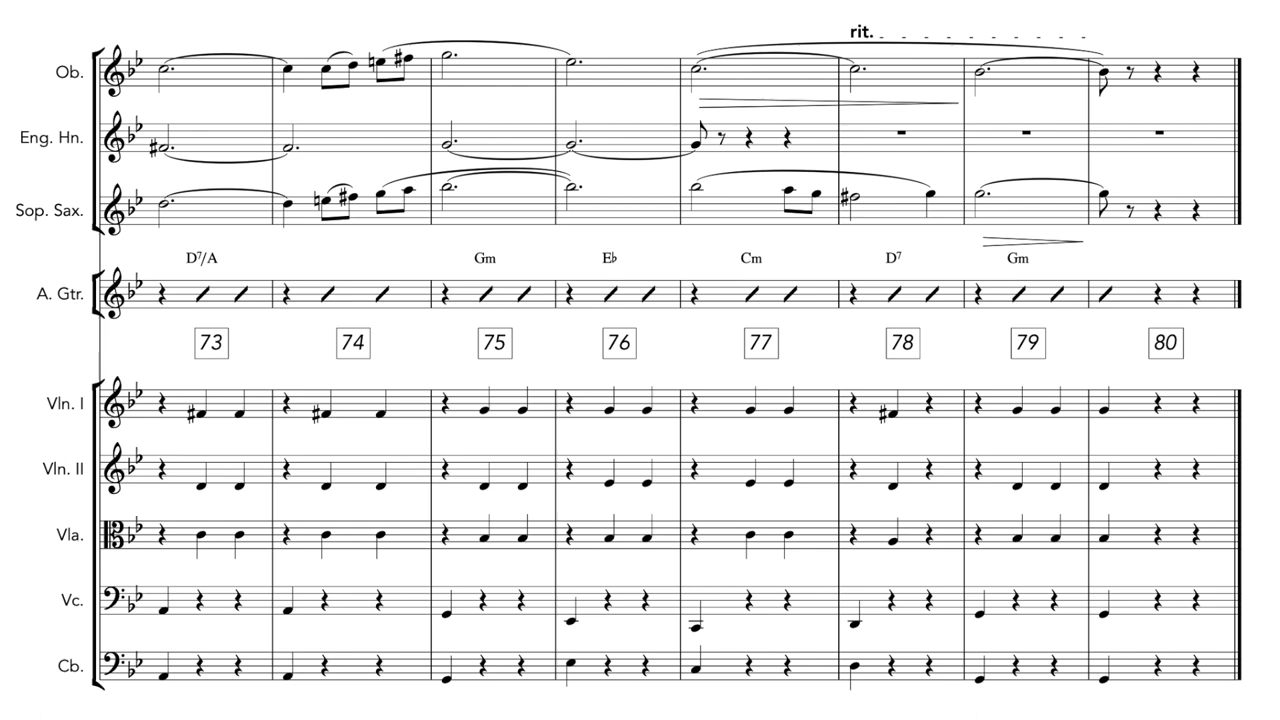 rit.
Ob.
Eng. Hn.
Sop. Sax.
D7/A Gm E♭ Cm D7 Gm
A. Gtr.
73 74 75 76 77 78 79 80
Vln. I
Vln. II
Vla.
Vc.
Cb.